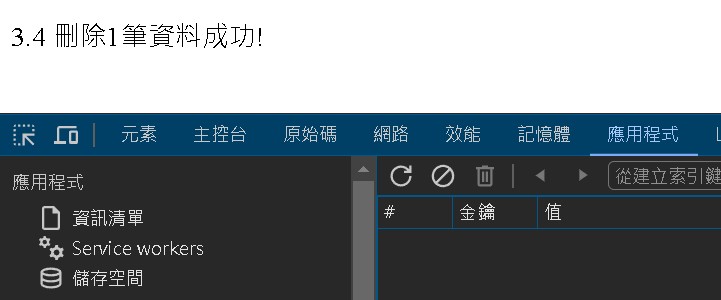 3.4 刪除1筆資料成功!
元素 主控台 原始碼 網路 效能 記憶體 應用程式
應用程式
從建立索引鍵
# 金鑰 值
資訊清單
Service workers
儲存空間